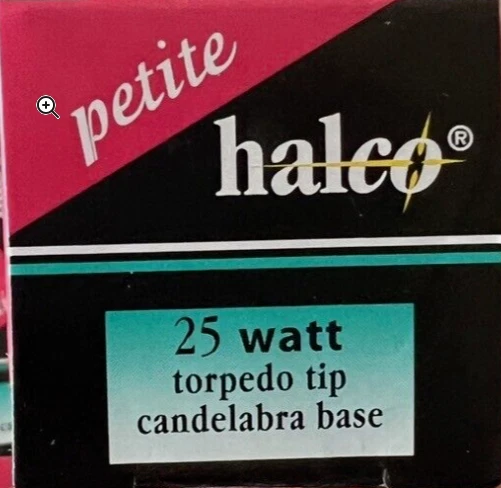 petite
halco®
25 watt
torpedo tip
candelabra base